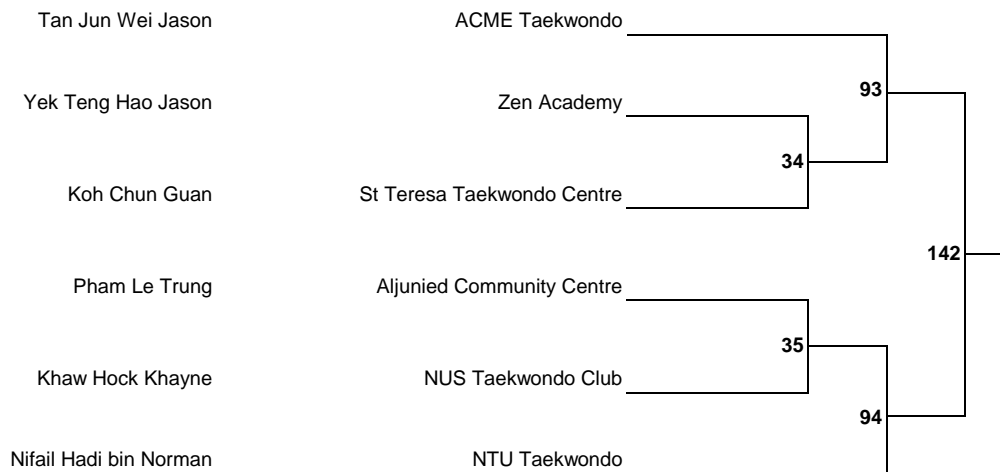 Tan Jun Wei Jason ACME Taekwondo
93
Yek Teng Hao Jason Zen Academy
34
Koh Chun Guan St Teresa Taekwondo Centre
142
Pham Le Trung Aljunied Community Centre
35
Khaw Hock Khayne NUS Taekwondo Club
94
Nifail Hadi bin Norman NTU Taekwondo